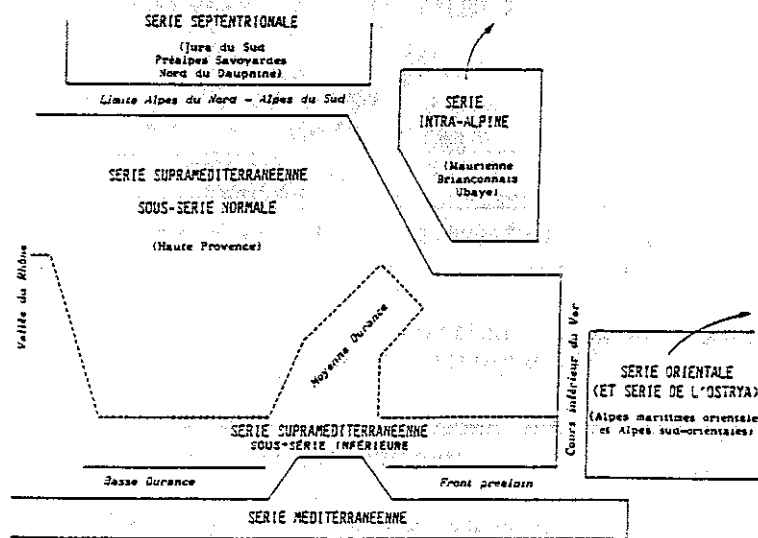 SERIE SEPTENTRIONALE
(Jura du Sud
Préalpes Savoyardes
Nord du Dauphiné)
Limite Alpes du Nord - Alpes du Sud
SERIE
INTRA-ALPINE
(Maurienne
Briançonnais
Ubaye)
SERIE SUPRAMEDITERRANEENNE
SOUS-SERIE NORMALE
(Haute Provence)
Vallée du Rhône
Moyenne Durance
Cours inférieur du Var
SERIE ORIENTALE
(ET SERIE DE L'OSTRYA)
(Alpes maritimes orientale
et Alpes sud-orientales)
SERIE SUPRAMEDITERRANEENNE
SOUS-SERIE INFERIEURE
Basse Durance
Front préalpin
SERIE MEDITERRANEENNE